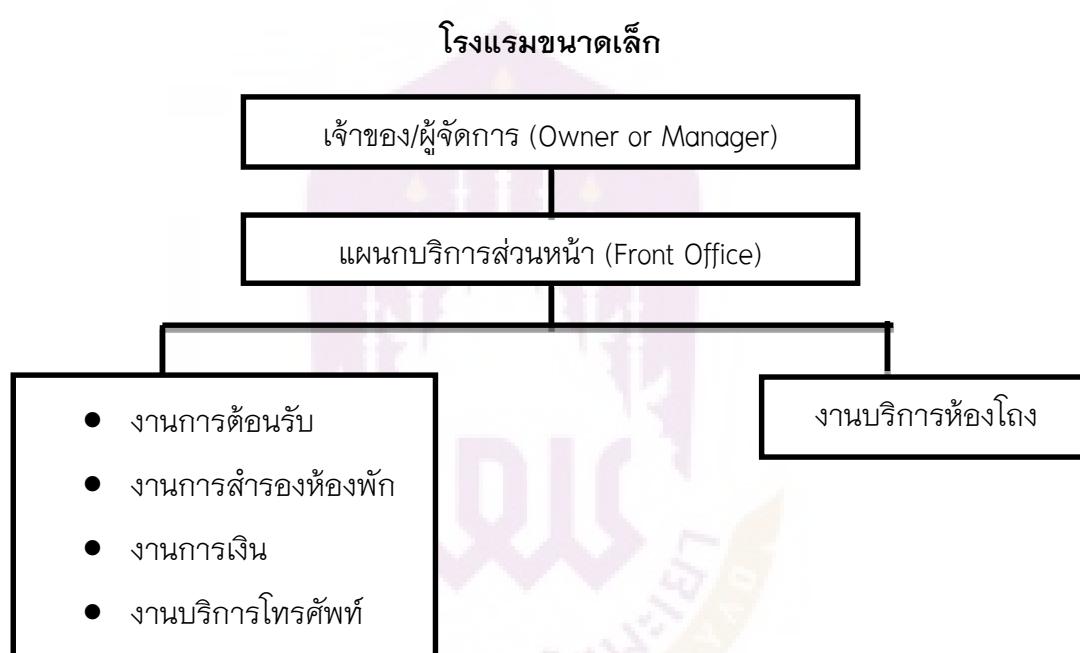 โรงแรมขนาดเล็ก
เจ้าของ/ผู้จัดการ (Owner or Manager)
แผนกบริการส่วนหน้า (Front Office)
● งานการต้อนรับ
● งานการสำรองห้องพัก
● งานการเงิน
● งานบริการโทรศัพท์
งานบริการห้องโถง